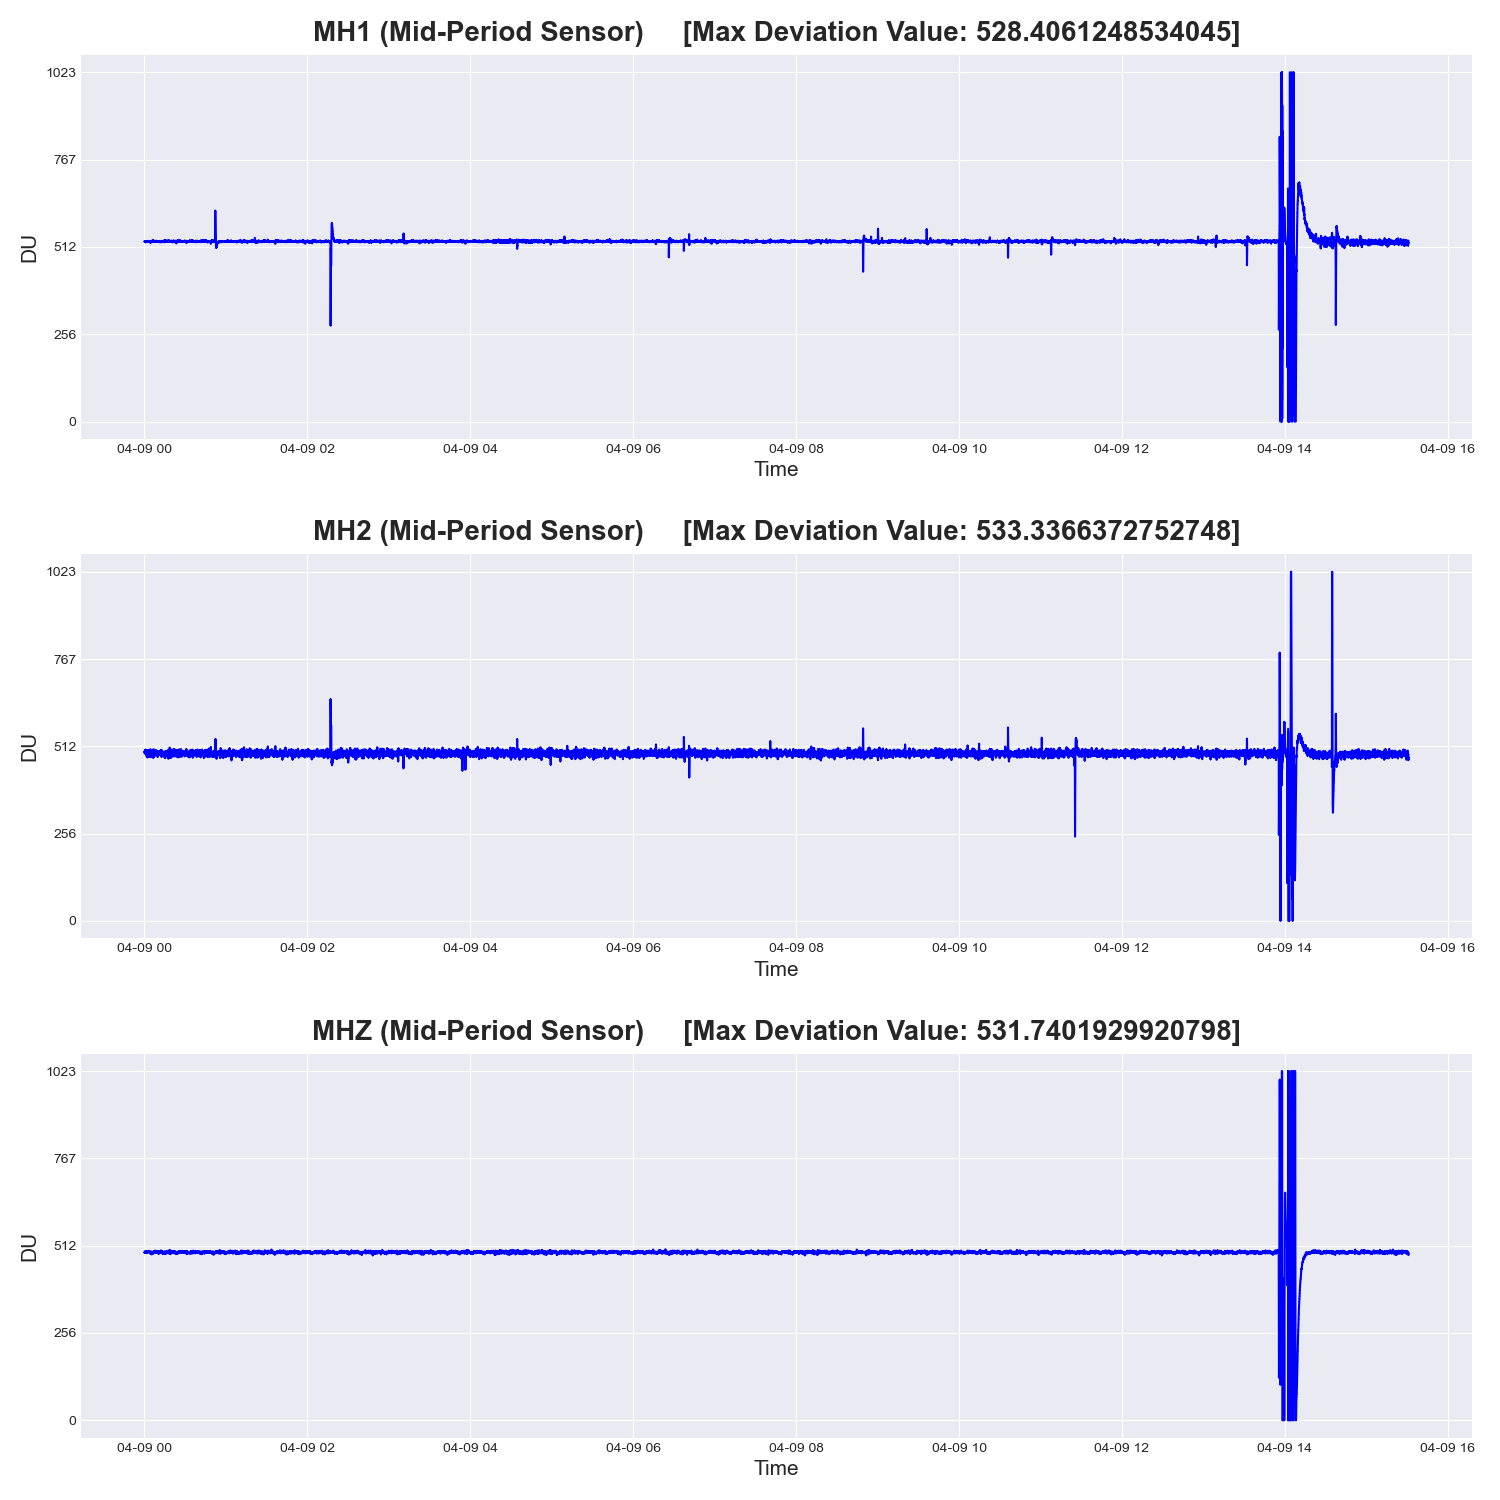 MH1 (Mid-Period Sensor) [Max Deviation Value: 528.4061248534045]
1023
767
512
256
0
DU
04-09 00 04-09 02 04-09 04 04-09 06 04-09 08 04-09 10 04-09 12 04-09 14 04-09 16
Time
MH2 (Mid-Period Sensor) [Max Deviation Value: 533.3366372752748]
1023
767
512
256
0
DU
04-09 00 04-09 02 04-09 04 04-09 06 04-09 08 04-09 10 04-09 12 04-09 14 04-09 16
Time
MHZ (Mid-Period Sensor) [Max Deviation Value: 531.7401929920798]
1023
767
512
256
0
DU
04-09 00 04-09 02 04-09 04 04-09 06 04-09 08 04-09 10 04-09 12 04-09 14 04-09 16
Time